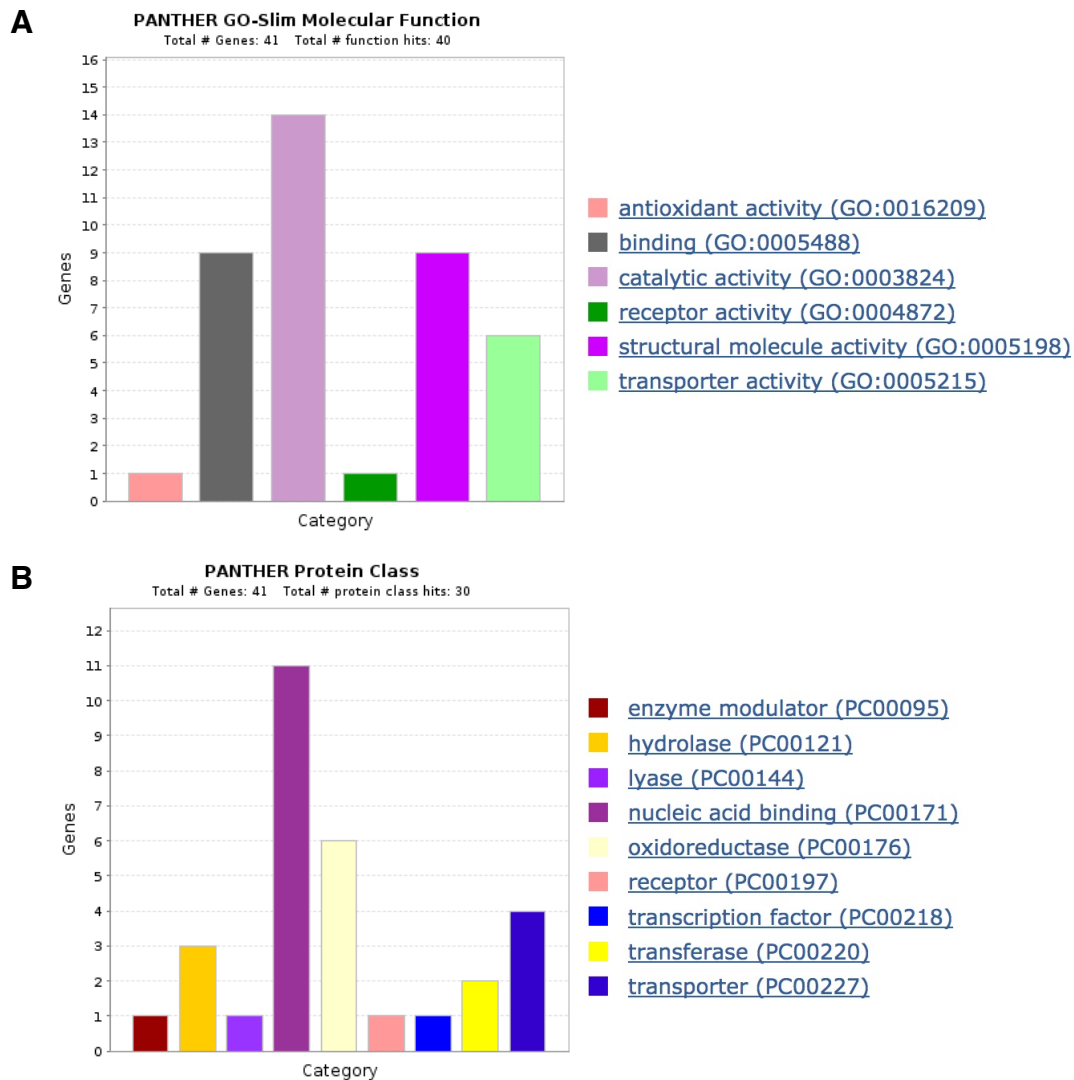 A
PANTHER GO-Slim Molecular Function
Total # Genes: 41 Total # function hits: 40
16
15
14
13
12
11
10
9
8
7
6
5
4
3
2
1
0
Genes
Category
antioxidant activity (GO:0016209)
binding (GO:0005488)
catalytic activity (GO:0003824)
receptor activity (GO:0004872)
structural molecule activity (GO:0005198)
transporter activity (GO:0005215)
B
PANTHER Protein Class
Total # Genes: 41 Total # protein class hits: 30
12
11
10
9
8
7
6
5
4
3
2
1
0
Genes
Category
enzyme modulator (PC00095)
hydrolase (PC00121)
lyase (PC00144)
nucleic acid binding (PC00171)
oxidoreductase (PC00176)
receptor (PC00197)
transcription factor (PC00218)
transferase (PC00220)
transporter (PC00227)